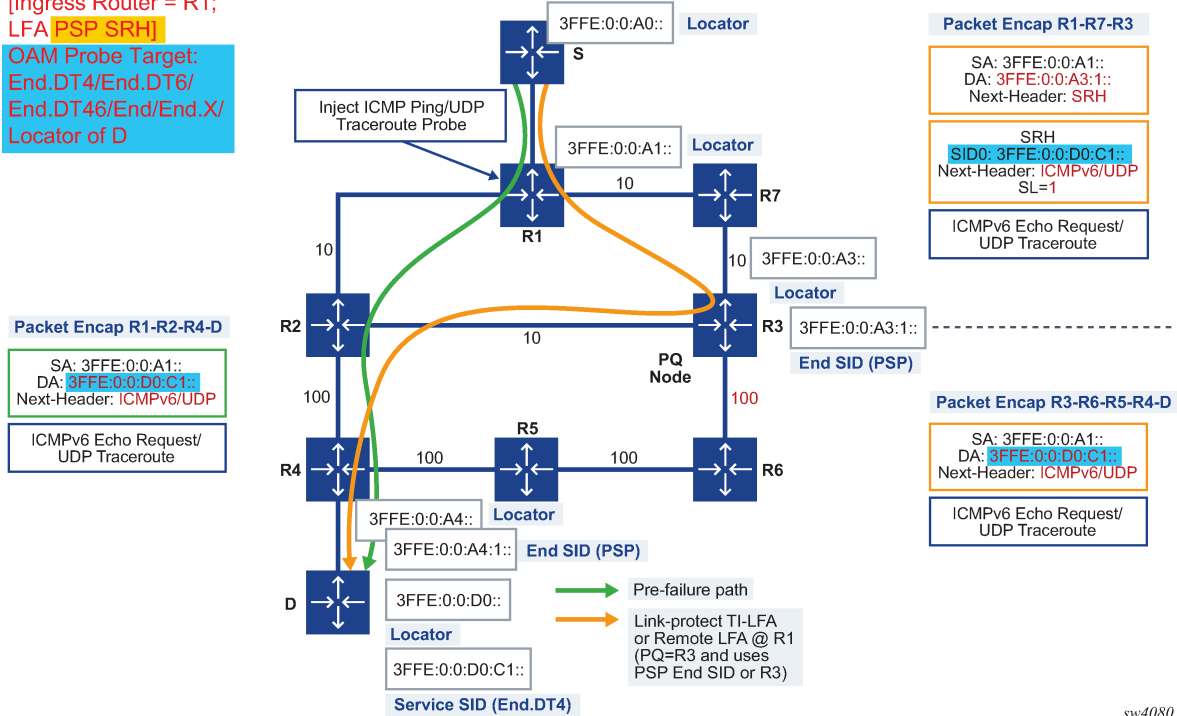 [Ingress Router = R1;
LFA PSP SRH]
OAM Probe Target:
End.DT4/End.DT6/
End.DT46/End/End.X/
Locator of D
3FFE:0:0:A0::
Locator
S
Inject ICMP Ping/UDP
Traceroute Probe
3FFE:0:0:A1::
Locator
R1
10
R7
10
3FFE:0:0:A3::
Locator
10
R2
10
R3
3FFE:0:0:A3:1::
End SID (PSP)
PQ
Node
100
100
R4
100
R5
100
R6
Locator
3FFE:0:0:A4::
3FFE:0:0:A4:1::
End SID (PSP)
D
3FFE:0:0:D0::
Locator
3FFE:0:0:D0:C1::
Service SID (End.DT4)
Pre-failure path
Link-protect TI-LFA
or Remote LFA @ R1
(PQ=R3 and uses
PSP End SID or R3)
Packet Encap R1-R2-R4-D
SA: 3FFE:0:0:A1::
DA: 3FFE:0:0:D0:C1::
Next-Header: ICMPv6/UDP
ICMPv6 Echo Request/
UDP Traceroute
Packet Encap R1-R7-R3
SA: 3FFE:0:0:A1::
DA: 3FFE:0:0:A3:1::
Next-Header: SRH
SRH
SID0: 3FFE:0:0:D0:C1::
Next-Header: ICMPv6/UDP
SL=1
ICMPv6 Echo Request/
UDP Traceroute
Packet Encap R3-R6-R5-R4-D
SA: 3FFE:0:0:A1::
DA: 3FFE:0:0:D0:C1::
Next-Header: ICMPv6/UDP
ICMPv6 Echo Request/
UDP Traceroute
sw4080